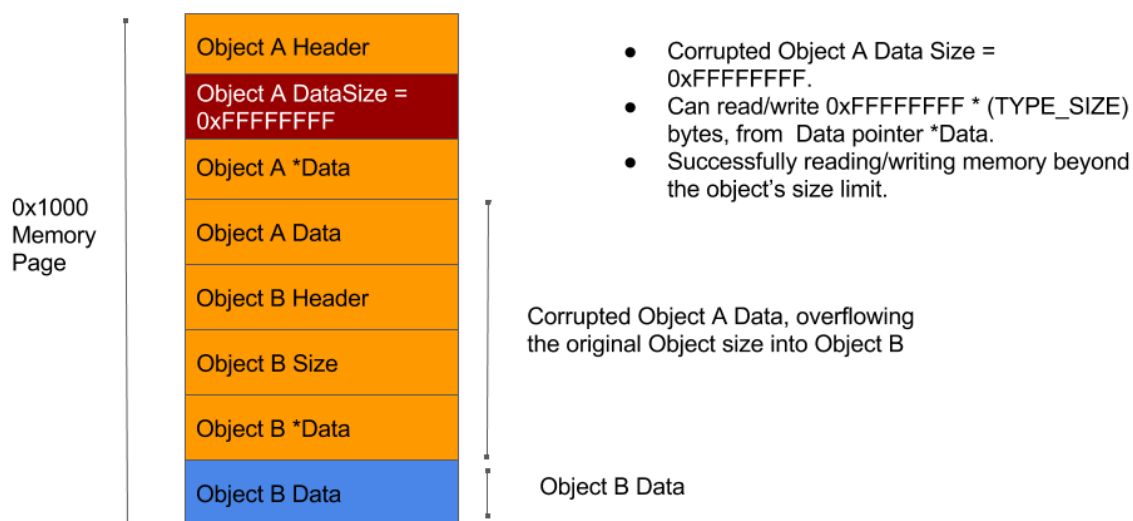 0x1000
Memory
Page
Object A Header
Object A DataSize =
0xFFFFFFFF
Object A *Data
Object A Data
Object B Header
Object B Size
Object B *Data
Object B Data
● Corrupted Object A Data Size =
0xFFFFFFFF.
● Can read/write 0xFFFFFFFF * (TYPE_SIZE)
bytes, from Data pointer *Data.
● Successfully reading/writing memory beyond
the object’s size limit.
Corrupted Object A Data, overflowing
the original Object size into Object B
Object B Data